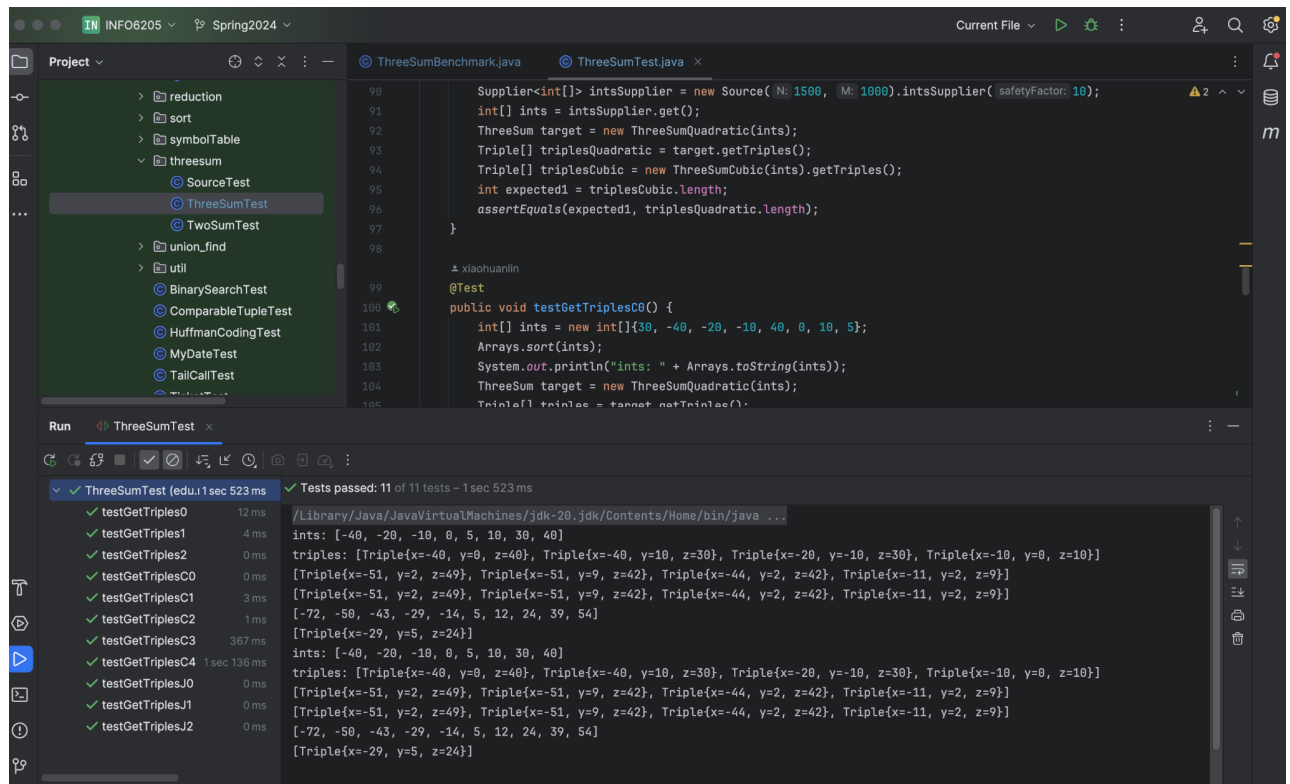 IN INFO6205 Spring2024 Current File
Project
ThreeSumBenchmark.java ThreeSumTest.java
reduction
sort
symbolTable
threesum
SourceTest
ThreeSumTest
TwoSumTest
union_find
util
BinarySearchTest
ComparableTupleTest
HuffmanCodingTest
MyDateTest
TailCallTest
TicketTest
90 Supplier<int[]> intsSupplier = new Source( N: 1500, M: 1000).intsSupplier( safetyFactor: 10); 2
91 int[] ints = intsSupplier.get();
92 ThreeSum target = new ThreeSumQuadratic(ints);
93 Triple[] triplesQuadratic = target.getTriples();
94 Triple[] triplesCubic = new ThreeSumCubic(ints).getTriples();
95 int expected1 = triplesCubic.length;
96 assertEquals(expected1, triplesQuadratic.length);
97 }
98
xiaohuanlin
99 @Test
100 public void testGetTriplesC0() {
101 int[] ints = new int[]{30, -40, -20, -10, 40, 0, 10, 5};
102 Arrays.sort(ints);
103 System.out.println("ints: " + Arrays.toString(ints));
104 ThreeSum target = new ThreeSumQuadratic(ints);
105 Triple[] triples = target.getTriples();
m
Run ThreeSumTest
ThreeSumTest (edu.r 1 sec 523 ms
testGetTriples0 12 ms
testGetTriples1 4 ms
testGetTriples2 0 ms
testGetTriplesC0 0 ms
testGetTriplesC1 3 ms
testGetTriplesC2 1 ms
testGetTriplesC3 367 ms
testGetTriplesC4 1 sec 136 ms
testGetTriplesJ0 0 ms
testGetTriplesJ1 0 ms
testGetTriplesJ2 0 ms
Tests passed: 11 of 11 tests – 1 sec 523 ms
/Library/Java/JavaVirtualMachines/jdk-20.jdk/Contents/Home/bin/java ...
ints: [-40, -20, -10, 0, 5, 10, 30, 40]
triples: [Triple{x=-40, y=0, z=40}, Triple{x=-40, y=10, z=30}, Triple{x=-20, y=-10, z=30}, Triple{x=-10, y=0, z=10}]
[Triple{x=-51, y=2, z=49}, Triple{x=-51, y=9, z=42}, Triple{x=-44, y=2, z=42}, Triple{x=-11, y=2, z=9}]
[Triple{x=-51, y=2, z=49}, Triple{x=-51, y=9, z=42}, Triple{x=-44, y=2, z=42}, Triple{x=-11, y=2, z=9}]
[-72, -50, -43, -29, -14, 5, 12, 24, 39, 54]
[Triple{x=-29, y=5, z=24}]
ints: [-40, -20, -10, 0, 5, 10, 30, 40]
triples: [Triple{x=-40, y=0, z=40}, Triple{x=-40, y=10, z=30}, Triple{x=-20, y=-10, z=30}, Triple{x=-10, y=0, z=10}]
[Triple{x=-51, y=2, z=49}, Triple{x=-51, y=9, z=42}, Triple{x=-44, y=2, z=42}, Triple{x=-11, y=2, z=9}]
[Triple{x=-51, y=2, z=49}, Triple{x=-51, y=9, z=42}, Triple{x=-44, y=2, z=42}, Triple{x=-11, y=2, z=9}]
[-72, -50, -43, -29, -14, 5, 12, 24, 39, 54]
[Triple{x=-29, y=5, z=24}]